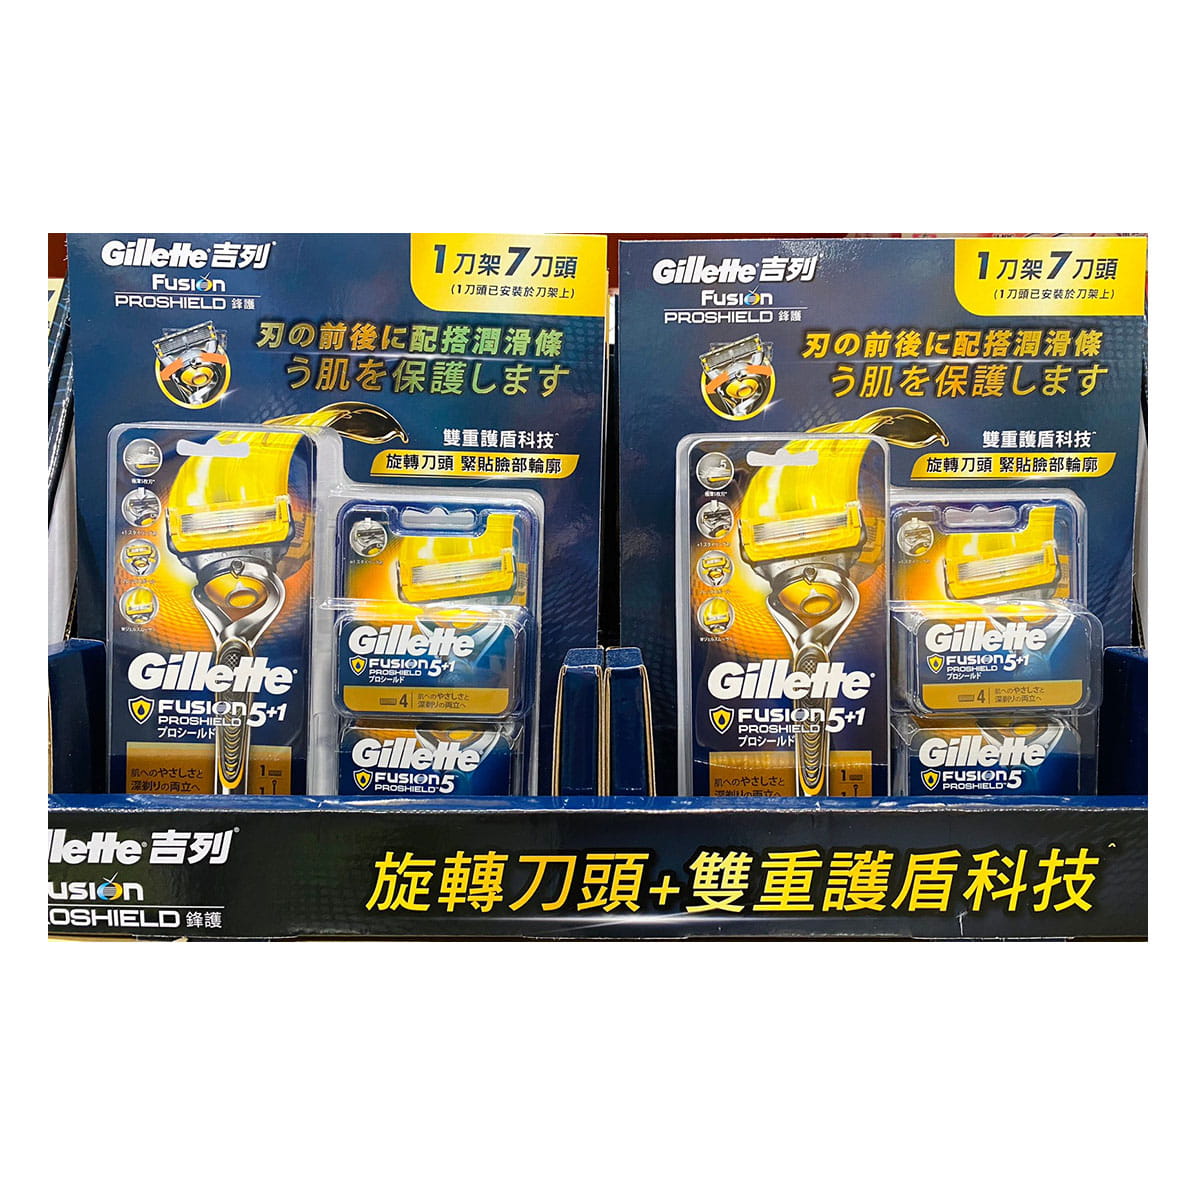 Gillette 吉列
Fusion
PROSHIELD 鋒護
1刀架7刀頭
(1刀頭已安裝於刀架上)
刃の前後に配搭潤滑條
う肌を保護します
雙重護盾科技^
旋轉刀頭 緊貼臉部輪廓
5
Gillette
FUSION 5+1
PROSHIELD
プロシールド
肌へのやさしさと
深剃りの両立へ
1
1
Gillette
FUSION 5+1
PROSHIELD
プロシールド
4
肌へのやさしさと
深剃りの両立へ
Gillette
FUSION 5
PROSHIELD
Gillette 吉列
Fusion
PROSHIELD 鋒護
1刀架7刀頭
(1刀頭已安裝於刀架上)
刃の前後に配搭潤滑條
う肌を保護します
雙重護盾科技^
旋轉刀頭 緊貼臉部輪廓
5
Gillette
FUSION 5+1
PROSHIELD
プロシールド
肌へのやさしさと
深剃りの両立へ
1
1
Gillette
FUSION 5+1
PROSHIELD
プロシールド
4
肌へのやさしさと
深剃りの両立へ
Gillette
FUSION 5
PROSHIELD
llette 吉列
usion
OSHIELD 鋒護
旋轉刀頭+雙重護盾科技^